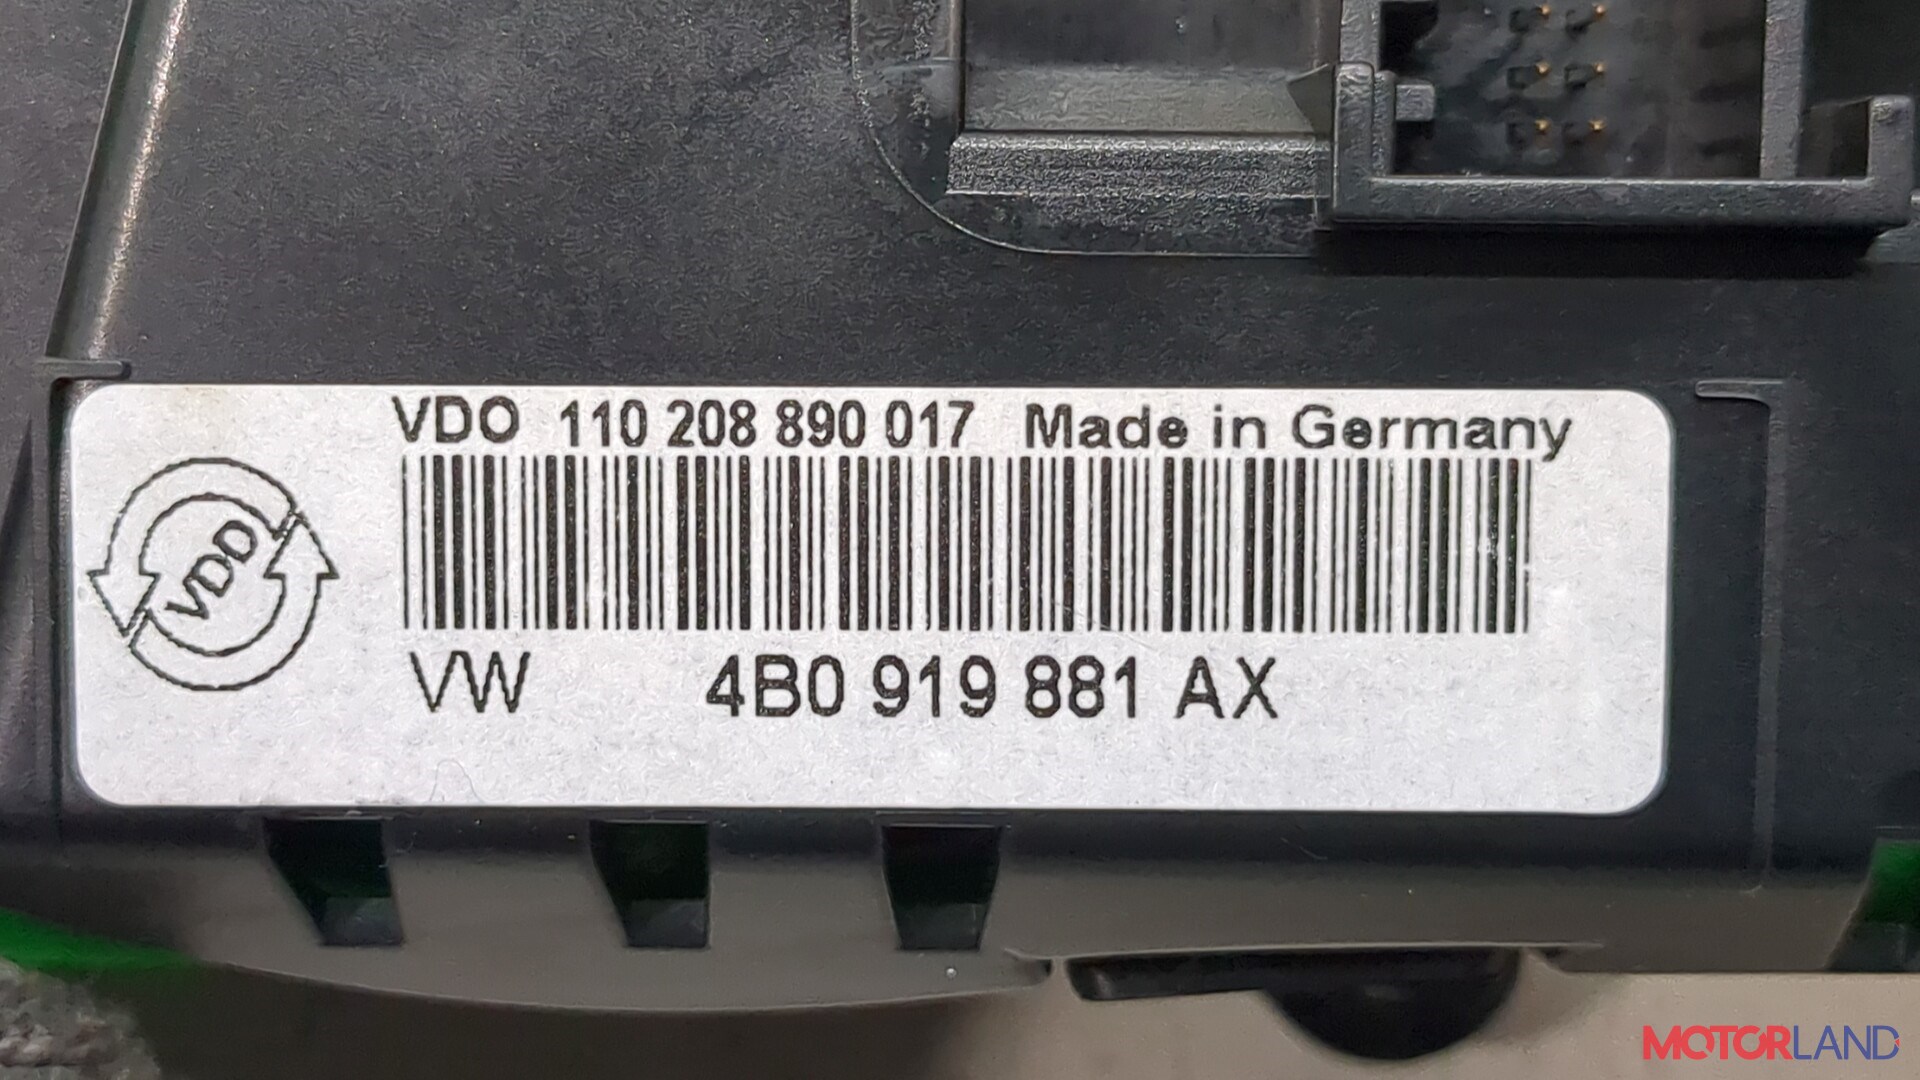 VDO 110 208 890 017 Made in Germany
VDO
VW 4B0 919 881 AX
MOTORLAND